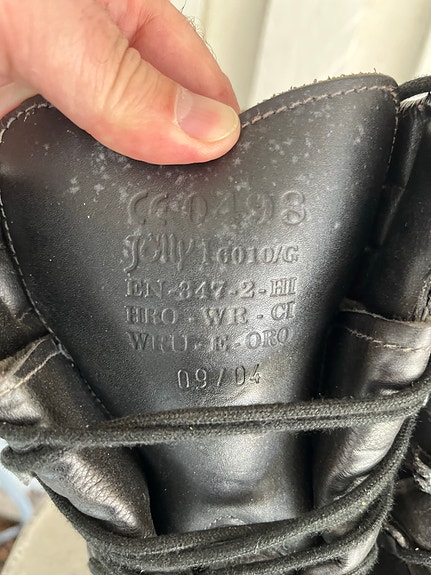 CE 0498
Jolly 6010/G
EN-347-2-HI
HRO-WR-CI
WRU-E-ORO
09/04